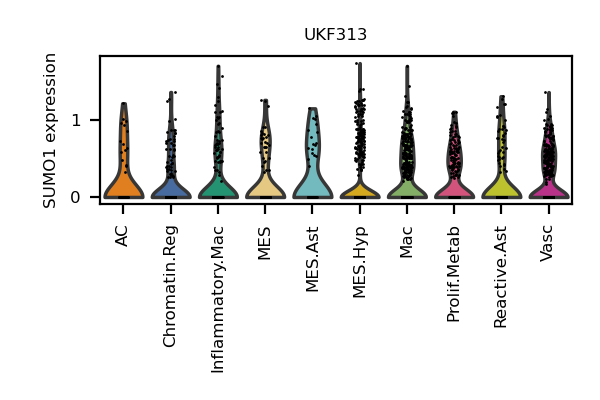 UKF313
SUMO1 expression
1
0
AC
Chromatin.Reg
Inflammatory.Mac
MES
MES.Ast
MES.Hyp
Mac
Prolif.Metab
Reactive.Ast
Vasc